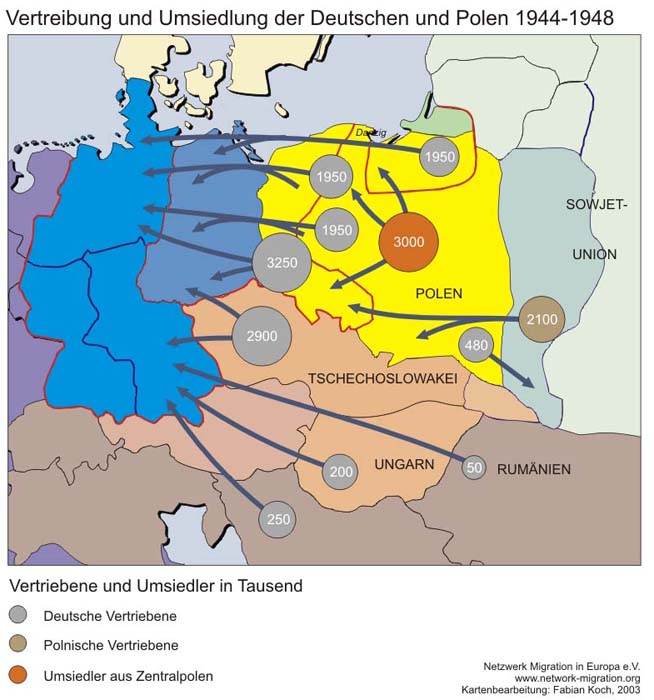 Vertreibung und Umsiedlung der Deutschen und Polen 1944-1948
Danzig
1950
1950
SOWJET-
1950
3000
UNION
3250
POLEN
2100
2900
480
TSCHECHOSLOWAKEI
200
UNGARN
50
RUMÄNIEN
250
Vertriebene und Umsiedler in Tausend
Deutsche Vertriebene
Polnische Vertriebene
Umsiedler aus Zentralpolen
Netzwerk Migration in Europa e.V.
www.network-migration.org
Kartenbearbeitung: Fabian Koch, 2003